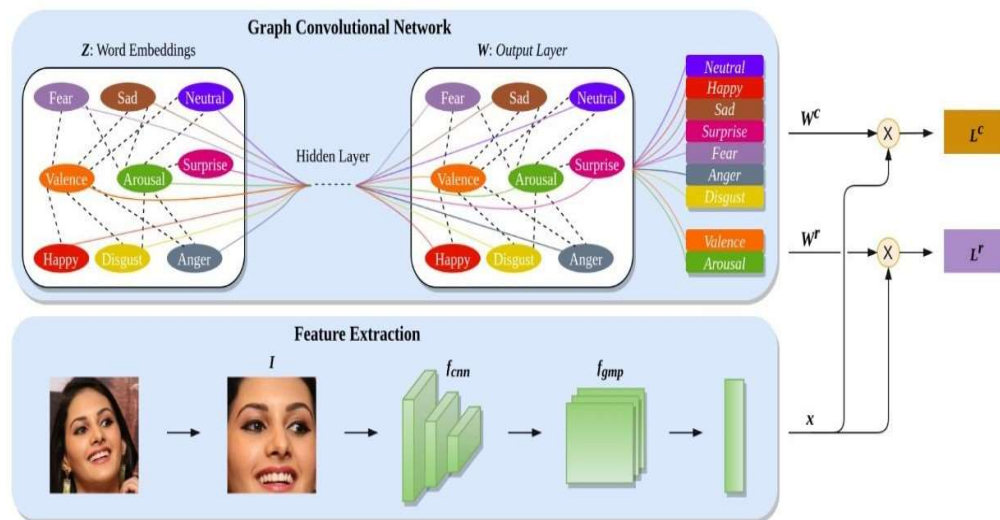 Graph Convolutional Network
Z: Word Embeddings
W: Output Layer
Fear
Sad
Neutral
Surprise
Valence
Arousal
Happy
Disgust
Anger
Hidden Layer
Fear
Sad
Neutral
Surprise
Valence
Arousal
Happy
Disgust
Anger
Neutral
Happy
Sad
Surprise
Fear
Anger
Disgust
Valence
Arousal
W^c
X
L^c
W^r
X
L^r
Feature Extraction
I
f_cnn
f_gmp
x